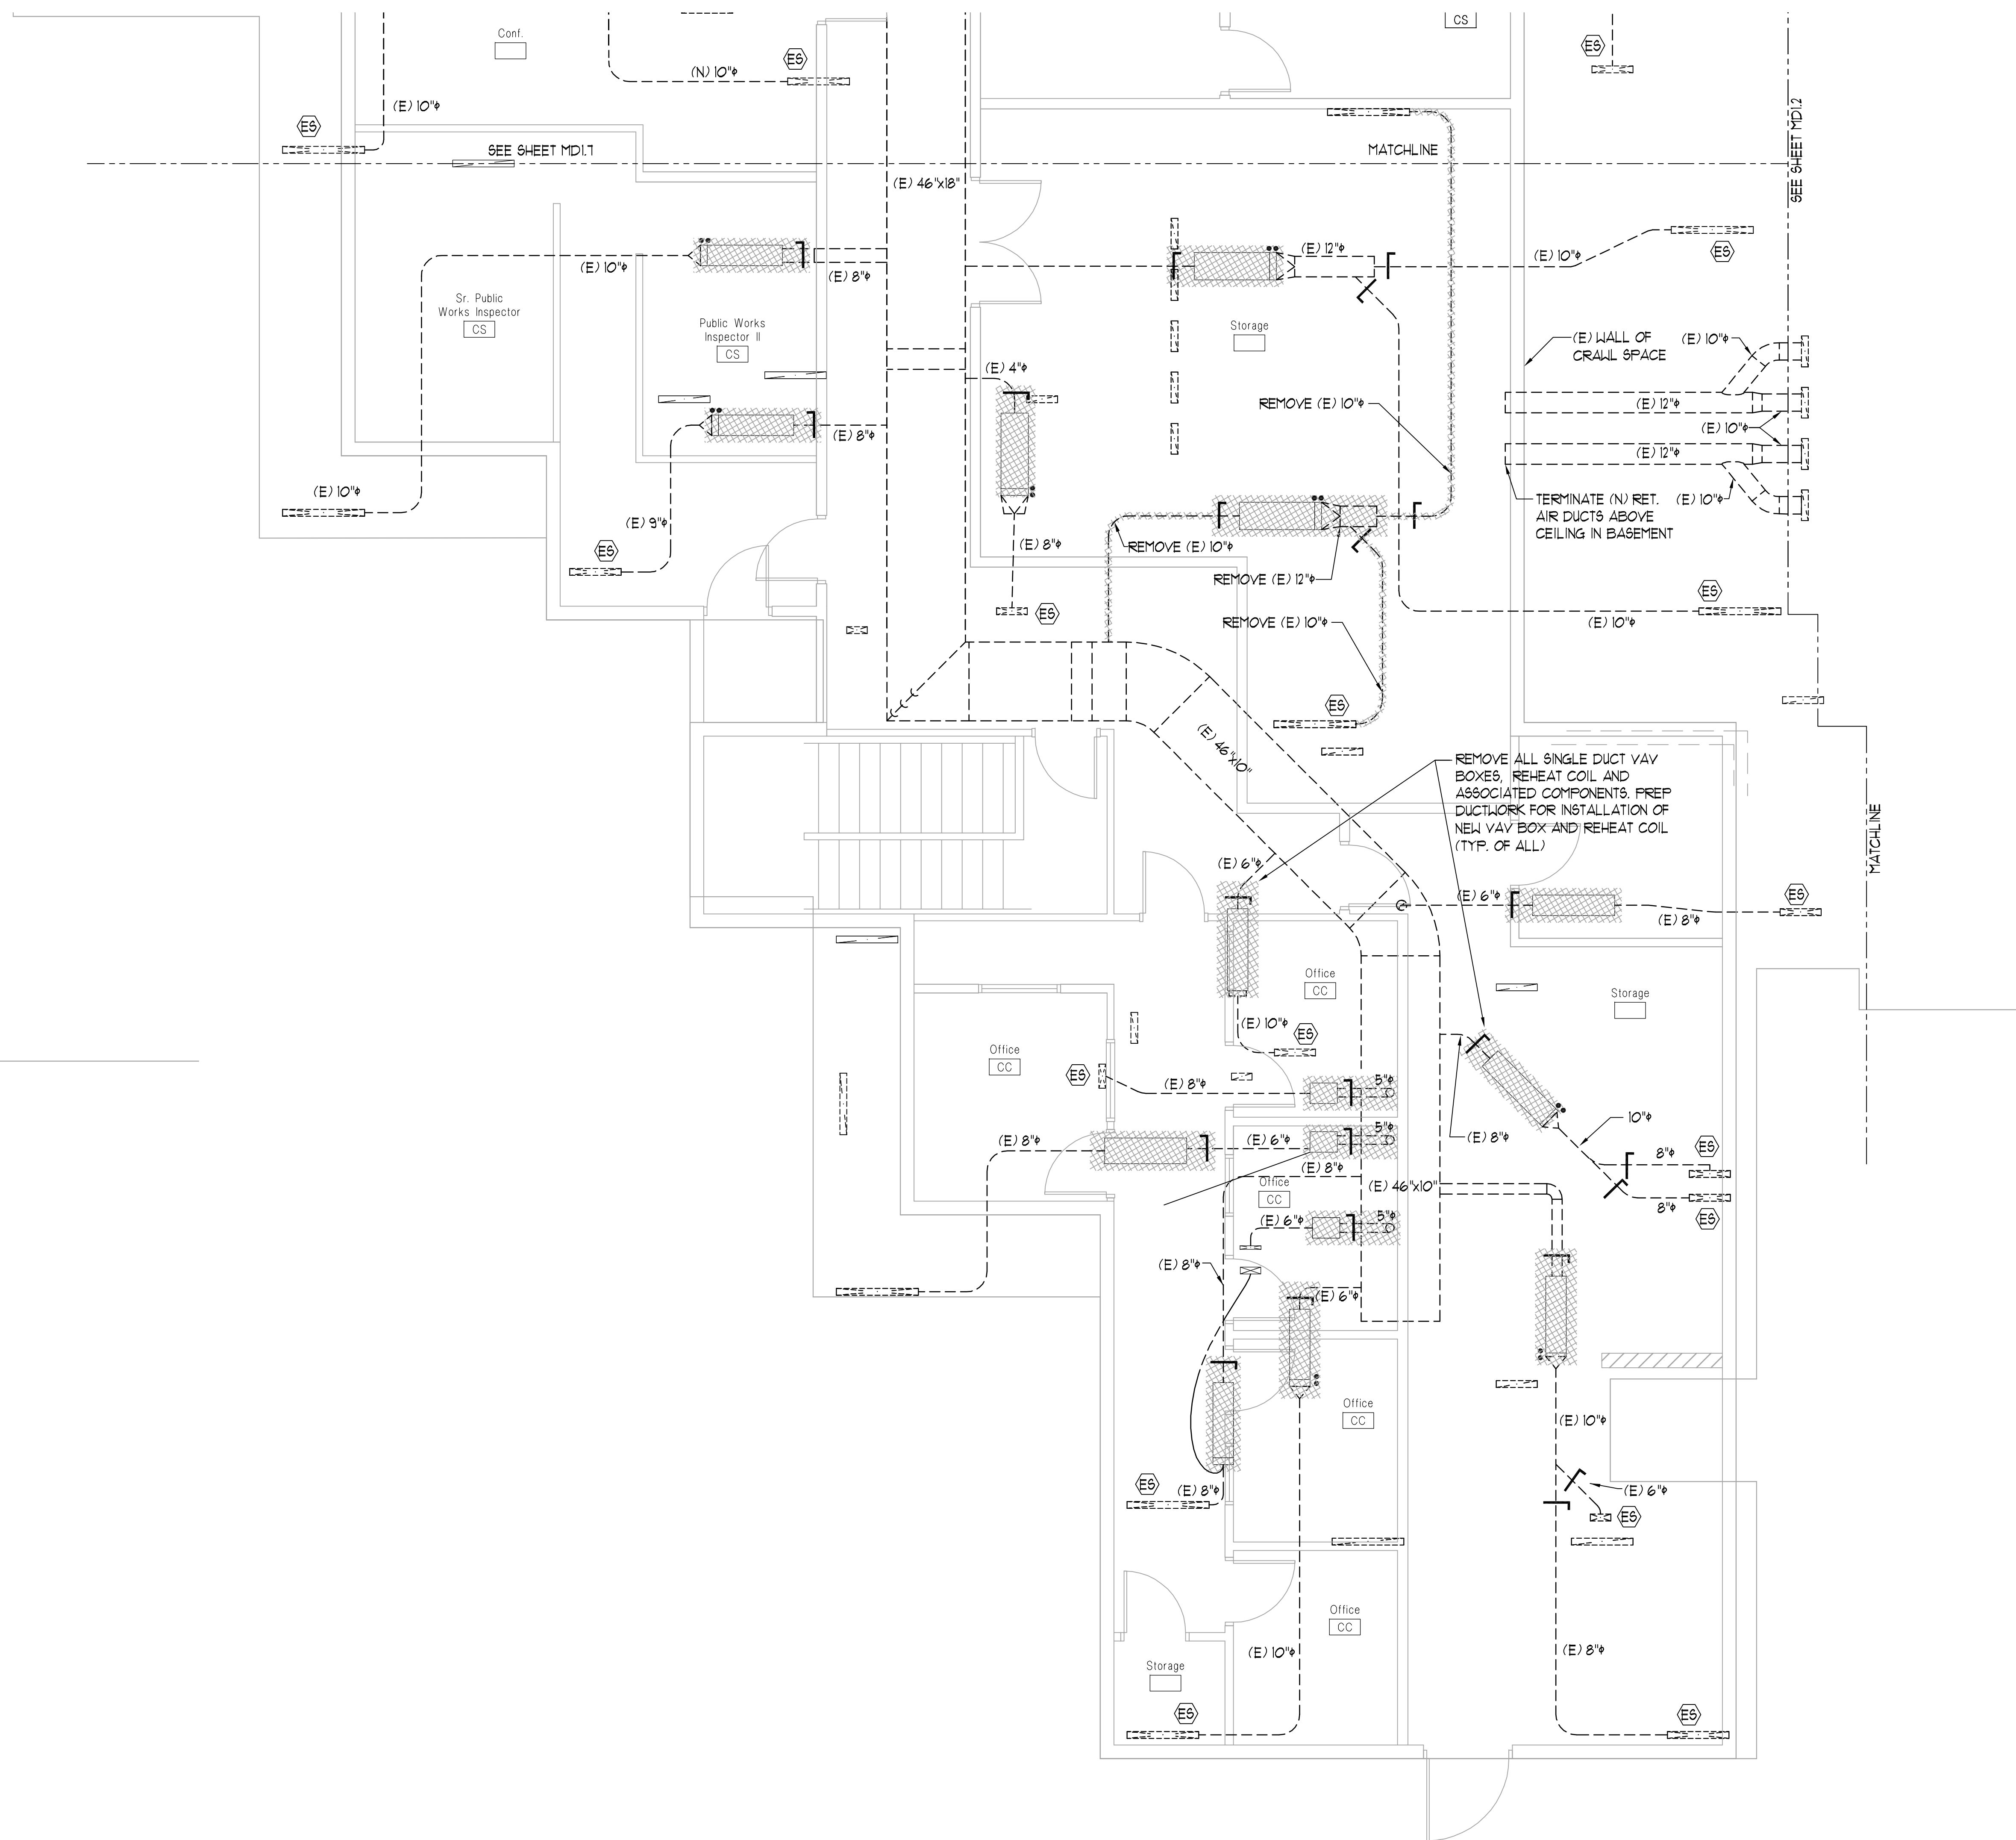 CS
Conf.
ES
ES
(N) 10"ϕ
(E) 10"ϕ
ES
SEE SHEET MD1.2
SEE SHEET MD1.7
MATCHLINE
(E) 46"x18"
(E) 12"ϕ
(E) 10"ϕ
ES
(E) 10"ϕ
(E) 8"ϕ
Sr. Public
Works Inspector
CS
Public Works
Inspector II
CS
Storage
(E) WALL OF
CRAWL SPACE
(E) 10"ϕ
(E) 4"ϕ
REMOVE (E) 10"ϕ
(E) 12"ϕ
(E) 10"ϕ
(E) 8"ϕ
(E) 12"ϕ
(E) 10"ϕ
(E) 9"ϕ
TERMINATE (N) RET.
AIR DUCTS ABOVE
CEILING IN BASEMENT
(E) 10"ϕ
ES
(E) 8"ϕ
REMOVE (E) 10"ϕ
REMOVE (E) 12"ϕ
ES
ES
REMOVE (E) 10"ϕ
(E) 10"ϕ
ES
(E) 46"x10"
REMOVE ALL SINGLE DUCT VAV
BOXES, REHEAT COIL AND
ASSOCIATED COMPONENTS. PREP
DUCTWORK FOR INSTALLATION OF
NEW VAV BOX AND REHEAT COIL
(TYP. OF ALL)
MATCHLINE
(E) 6"ϕ
(E) 6"ϕ
ES
(E) 8"ϕ
Office
CC
Storage
(E) 10"ϕ
ES
Office
CC
ES
(E) 8"ϕ
5"ϕ
10"ϕ
(E) 8"ϕ
(E) 8"ϕ
(E) 6"ϕ
5"ϕ
8"ϕ
ES
(E) 8"ϕ
Office
CC
(E) 46"x10"
8"ϕ
ES
(E) 6"ϕ
5"ϕ
(E) 8"ϕ
(E) 6"ϕ
Office
CC
(E) 10"ϕ
ES
(E) 8"ϕ
(E) 6"ϕ
ES
Office
CC
(E) 10"ϕ
(E) 8"ϕ
Storage
ES
ES